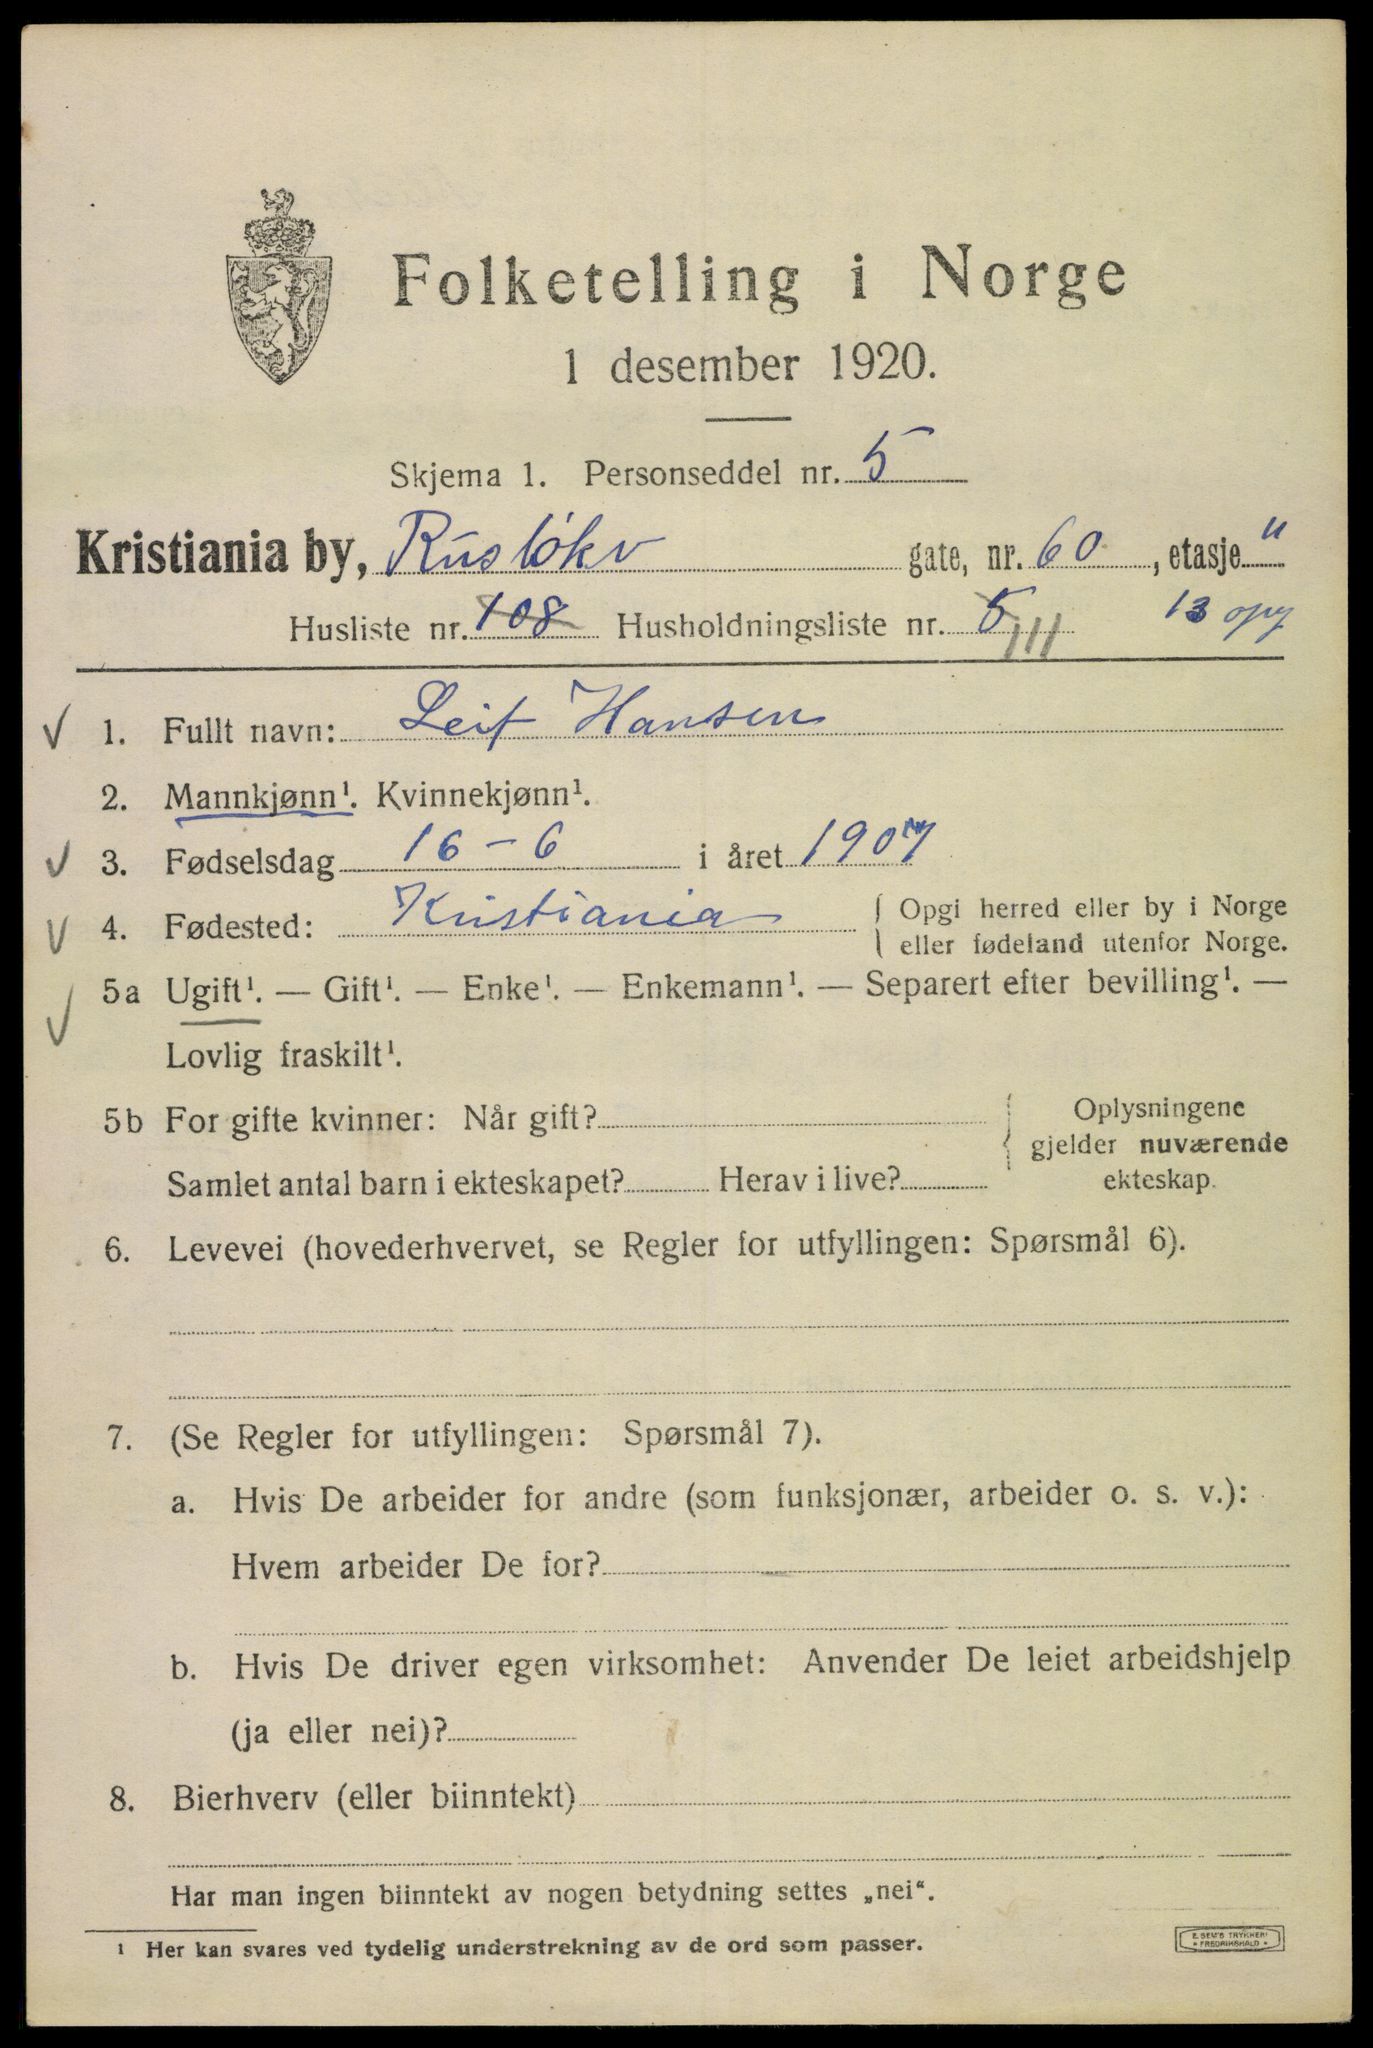 Folketelling i Norge
1 desember 1920.
Skjema 1. Personseddel nr. 5
Kristiania by, Rusløkv gate, nr. 60, etasje "
Husliste nr. 108 Husholdningsliste nr. 5 III 13 opg
1. Fullt navn: Leif Hansen
2. Mannkjønn¹. Kvinnekjønn¹.
3. Fødselsdag 16-6 i året 1907
4. Fødested: Kristiania { Opgi herred eller by i Norge
eller fødeland utenfor Norge.
5a Ugift¹. — Gift¹. — Enke¹. — Enkemann¹. — Separert efter bevilling¹. —
Lovlig fraskilt¹.
5b For gifte kvinner: Når gift? { Oplysningene
gjelder nuværende
Samlet antal barn i ekteskapet? Herav i live? ekteskap.
6. Levevei (hovederhvervet, se Regler for utfyllingen: Spørsmål 6).
7. (Se Regler for utfyllingen: Spørsmål 7).
a. Hvis De arbeider for andre (som funksjonær, arbeider o. s. v.):
Hvem arbeider De for?
b. Hvis De driver egen virksomhet: Anvender De leiet arbeidshjelp
(ja eller nei)?
8. Bierhverv (eller biinntekt)
Har man ingen biinntekt av nogen betydning settes „nei“.
¹ Her kan svares ved tydelig understrekning av de ord som passer.
E. SEM'S TRYKKERI
• FREDRIKSHALD •